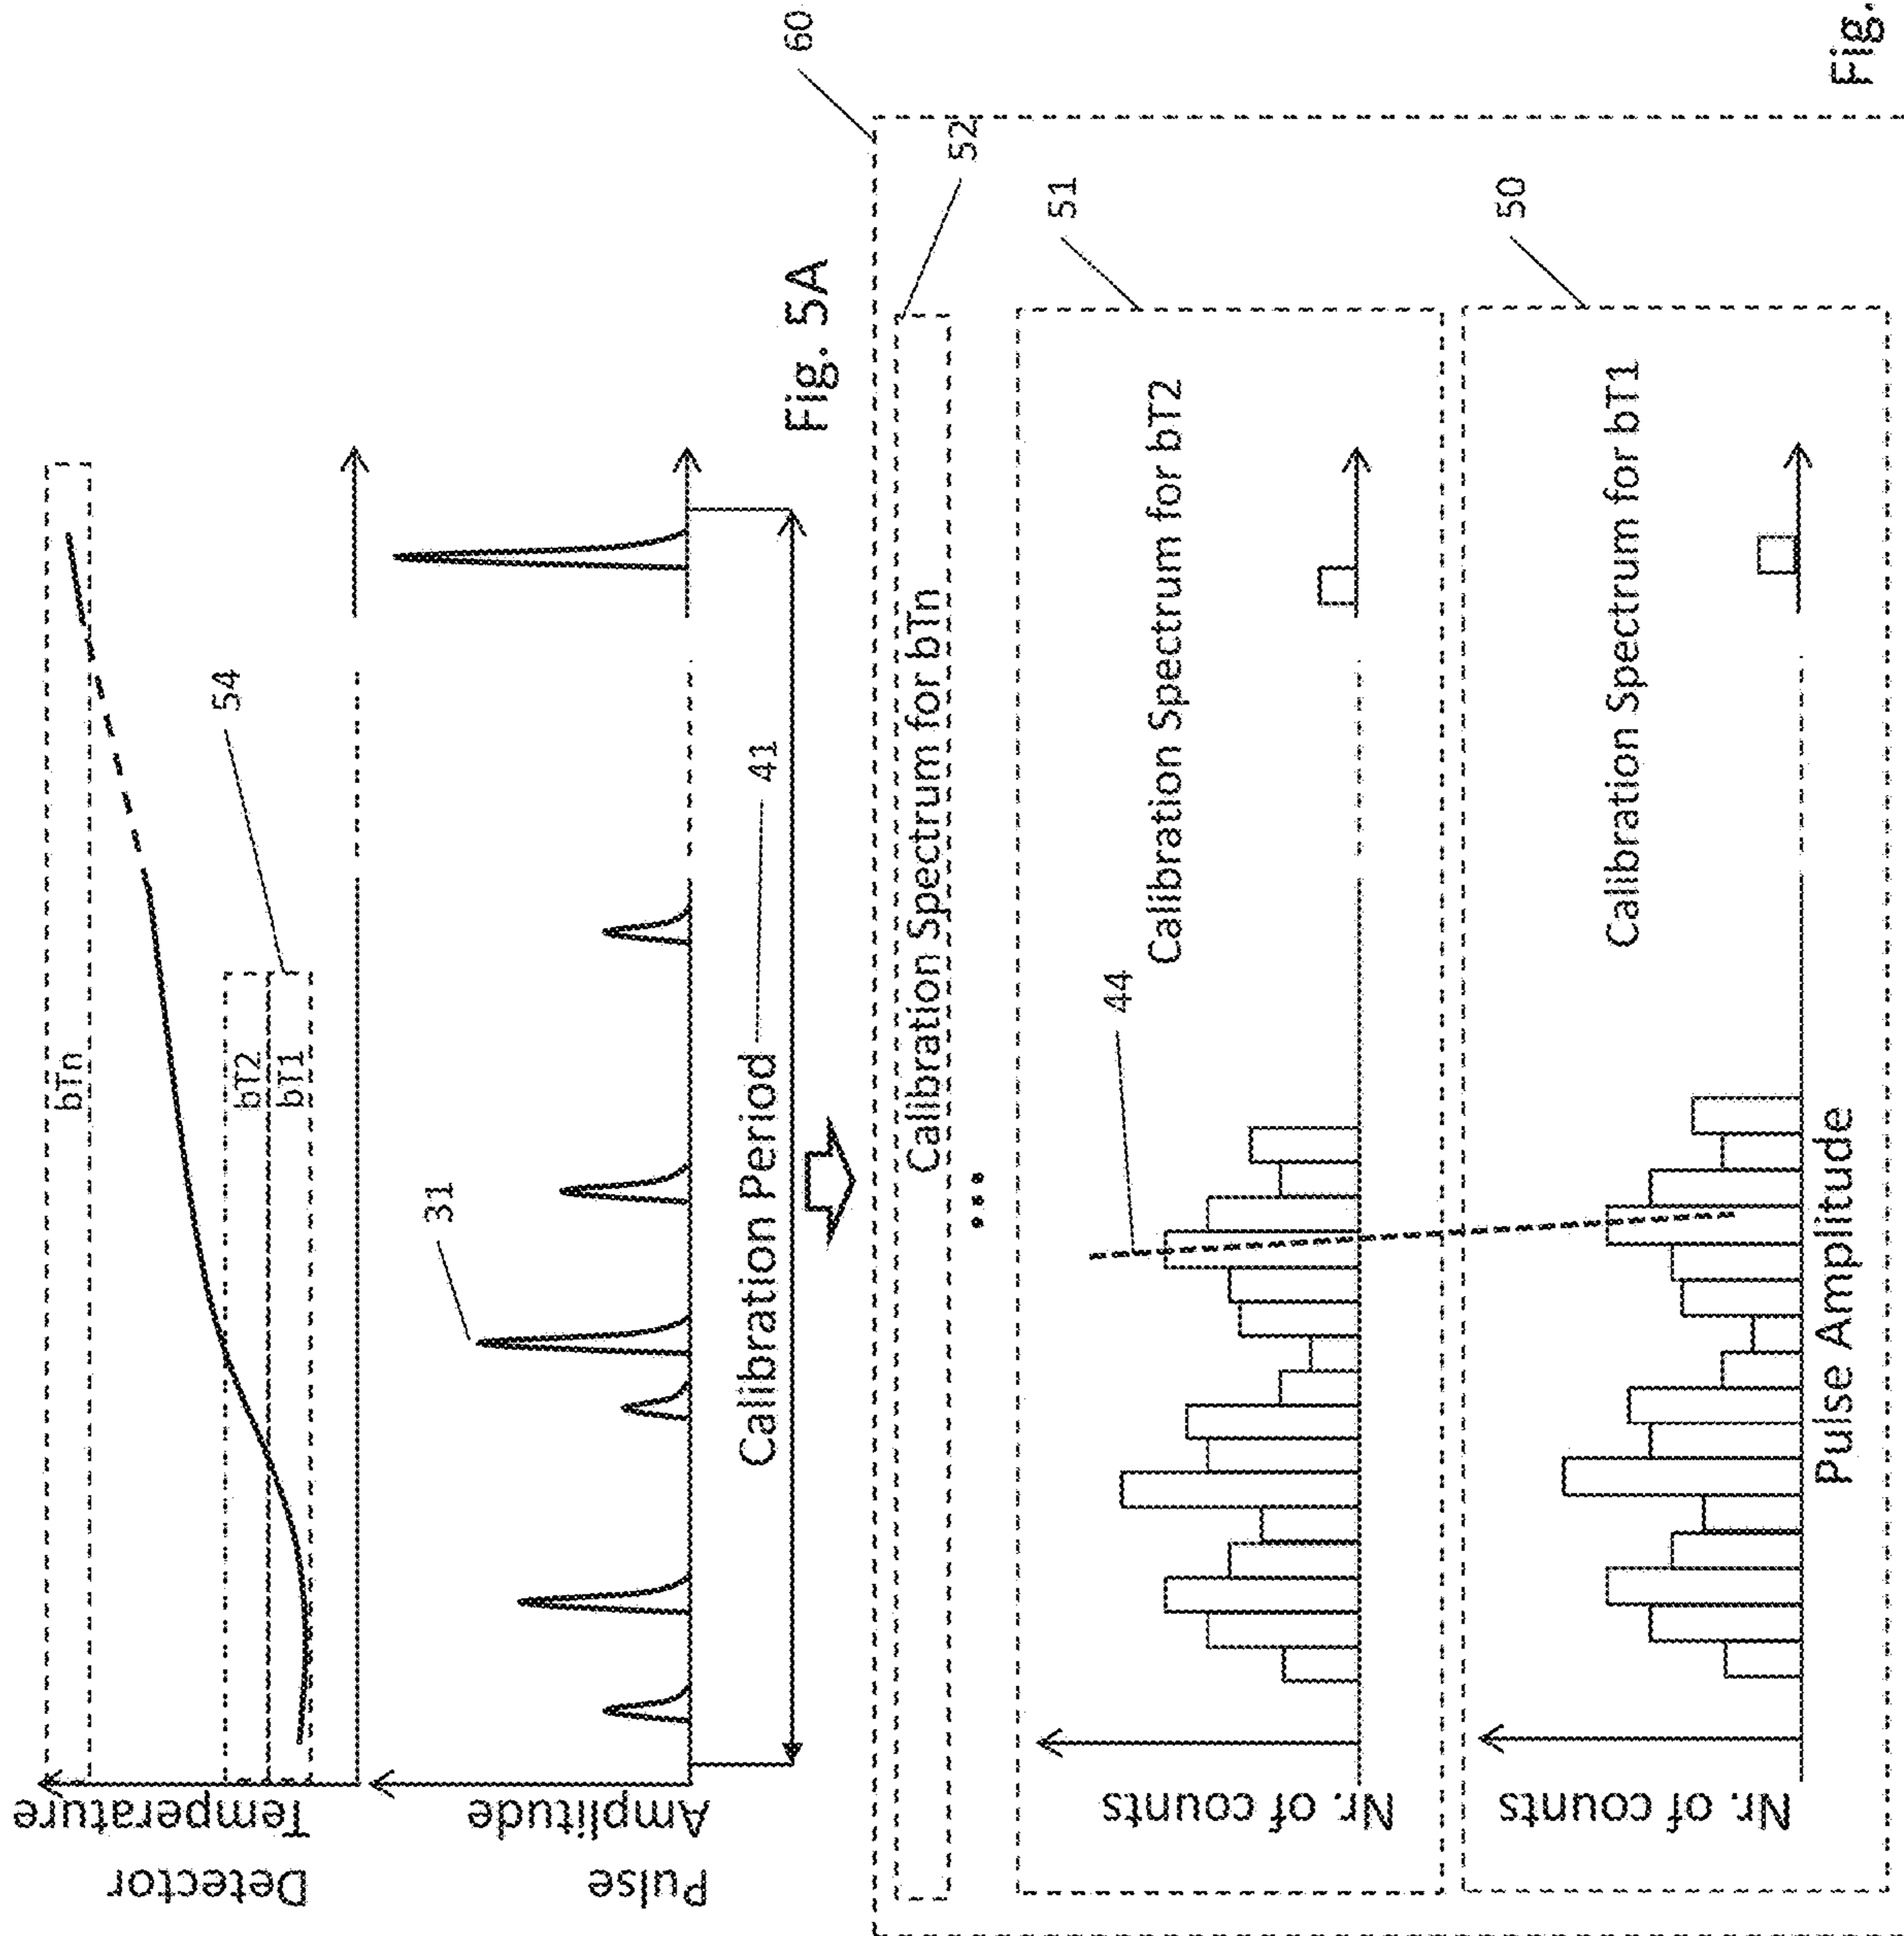 Detector
Temperature
bTn
bT2
bT1
54
Pulse
Amplitude
31
Calibration Period
41
Fig. 5A
60
Calibration Spectrum for bTn
52
...
Nr. of counts
44
Calibration Spectrum for bT2
51
Nr. of counts
Calibration Spectrum for bT1
50
Pulse Amplitude
Fig.